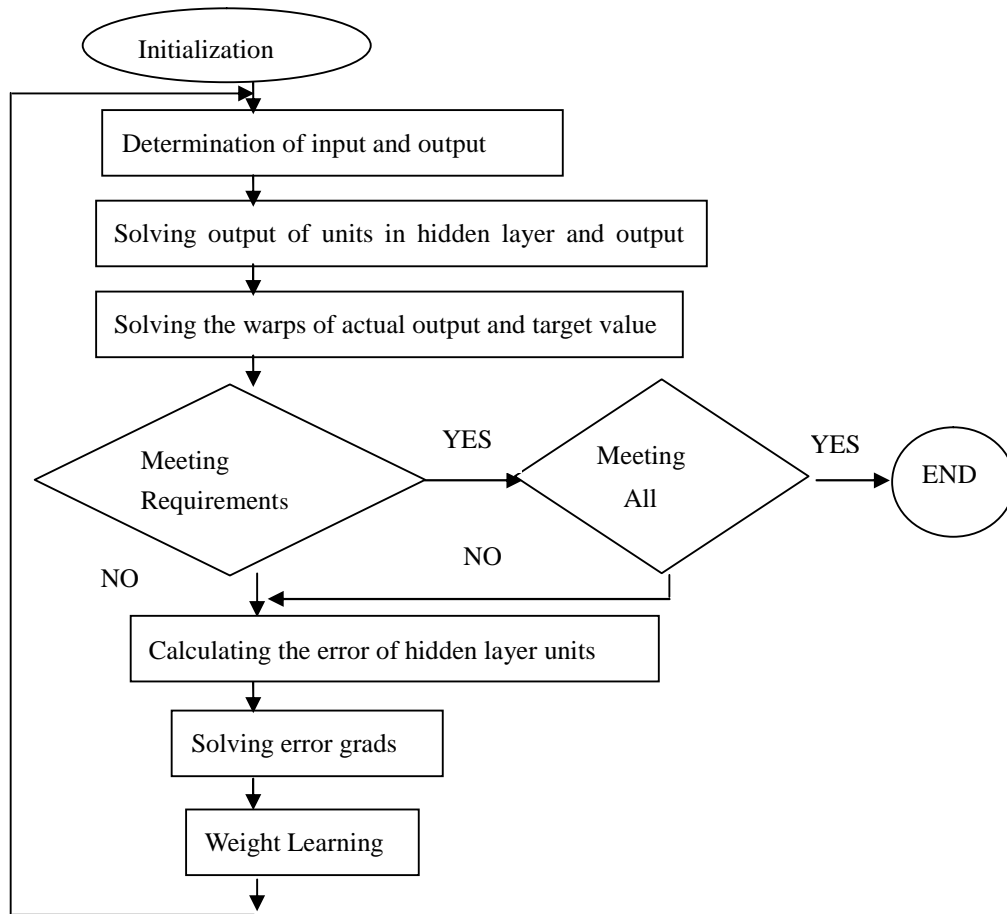 Initialization
Determination of input and output
Solving output of units in hidden layer and output
Solving the warps of actual output and target value
Meeting
Requirements
YES
Meeting
All
YES
END
NO
NO
Calculating the error of hidden layer units
Solving error grads
Weight Learning